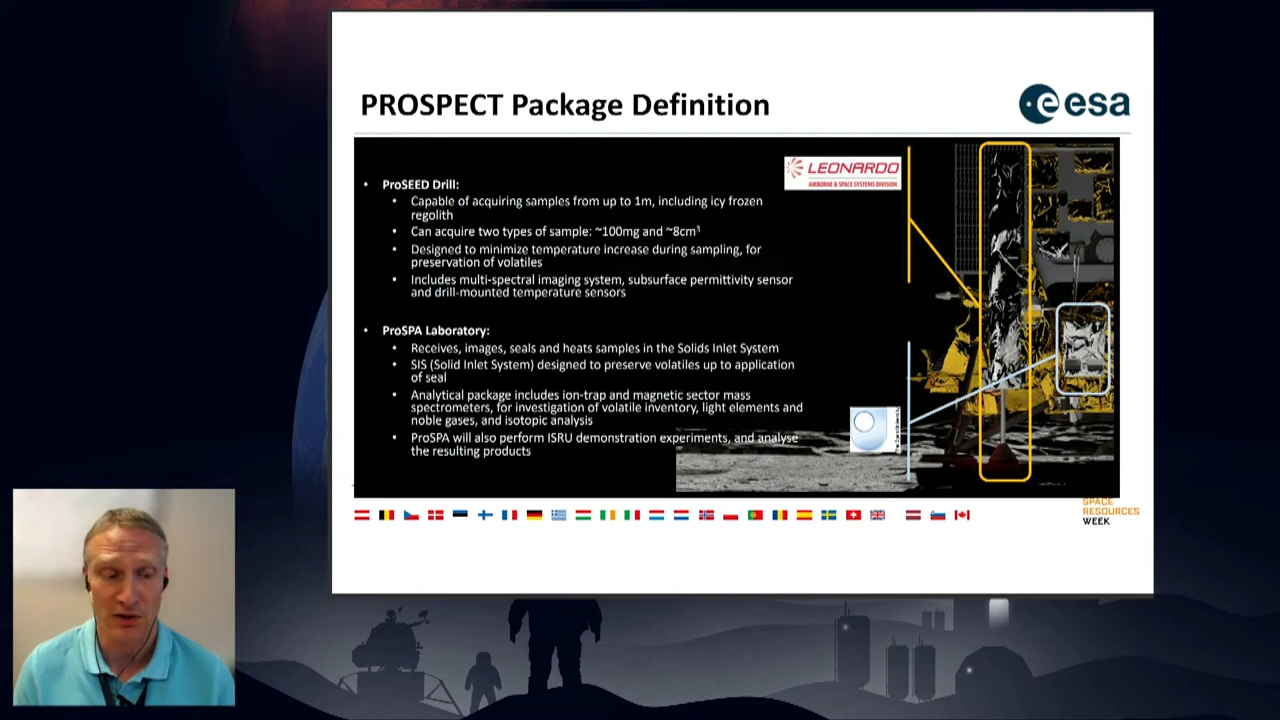 PROSPECT Package Definition
esa
LEONARDO
AIRBORNE & SPACE SYSTEMS DIVISION
• ProSEED Drill:
• Capable of acquiring samples from up to 1m, including icy frozen
regolith
• Can acquire two types of sample: ~100mg and ~8cm³
• Designed to minimize temperature increase during sampling, for
preservation of volatiles
• Includes multi-spectral imaging system, subsurface permittivity sensor
and drill-mounted temperature sensors
• ProSPA Laboratory:
• Receives, images, seals and heats samples in the Solids Inlet System
• SIS (Solid Inlet System) designed to preserve volatiles up to application
of seal
• Analytical package includes ion-trap and magnetic sector mass
spectrometers, for investigation of volatile inventory, light elements and
noble gases, and isotopic analysis
• ProSPA will also perform ISRU demonstration experiments, and analyse
the resulting products
SPACE
RESOURCES
WEEK